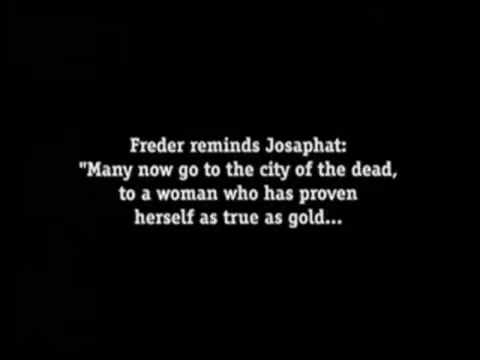 Freder reminds Josaphat:
"Many now go to the city of the dead,
to a woman who has proven
herself as true as gold...